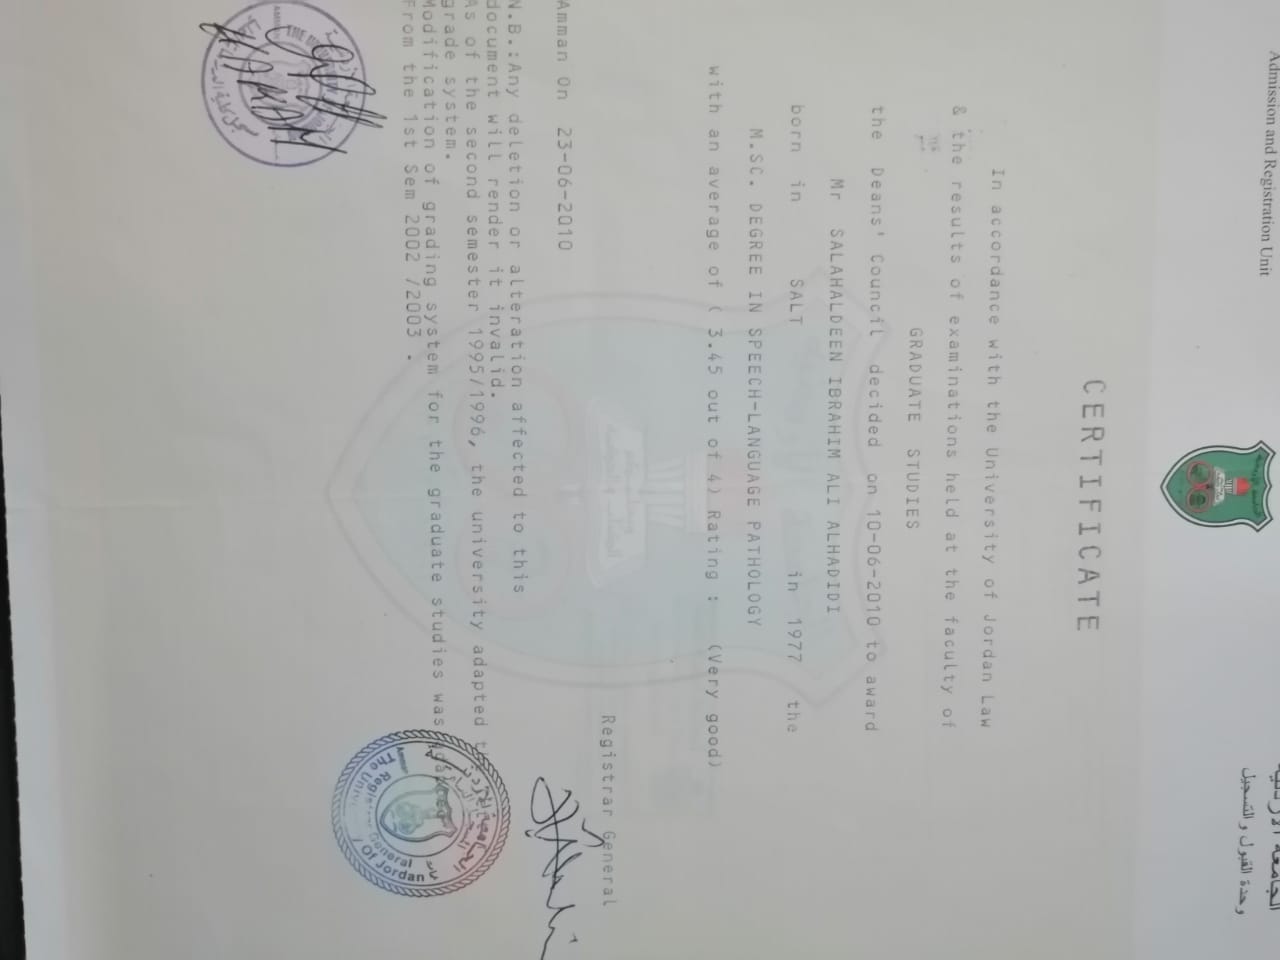 Admission and Registration Unit
الجامعة الأردنية
وحدة القبول و التسجيل
CERTIFICATE
In accordance with the University of Jordan Law
& the results of examinations held at the faculty of
GRADUATE STUDIES
the Deans' Council decided on 10-06-2010 to award
Mr SALAHALDEEN IBRAHIM ALI ALHADIDI
born in SALT in 1977 the
M.SC. DEGREE IN SPEECH-LANGUAGE PATHOLOGY
with an average of ( 3.45 out of 4) Rating : (Very good)
Registrar General
Amman On 23-06-2010
N.B.:Any deletion or alteration affected to this
document will render it invalid.
As of the second semester 1995/1996, the university adapted
grade system.
Modification of grading system for the graduate studies was
From the 1st Sem 2002 /2003 .
General
Of Jordan